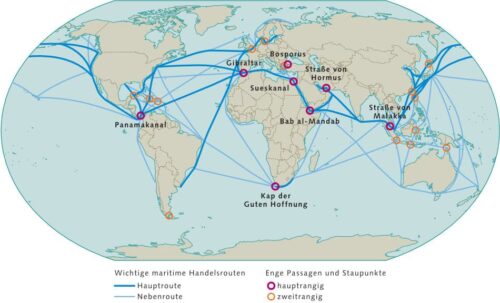 Bosporus
Gibraltar
Straße von
Hormus
Sueskanal
Straße von
Malakka
Panamakanal
Bab al-Mandab
Kap der
Guten Hoffnung
Wichtige maritime Handelsrouten
Hauptroute
Nebenroute
Enge Passagen und Staupunkte
hauptrangig
zweitrangig